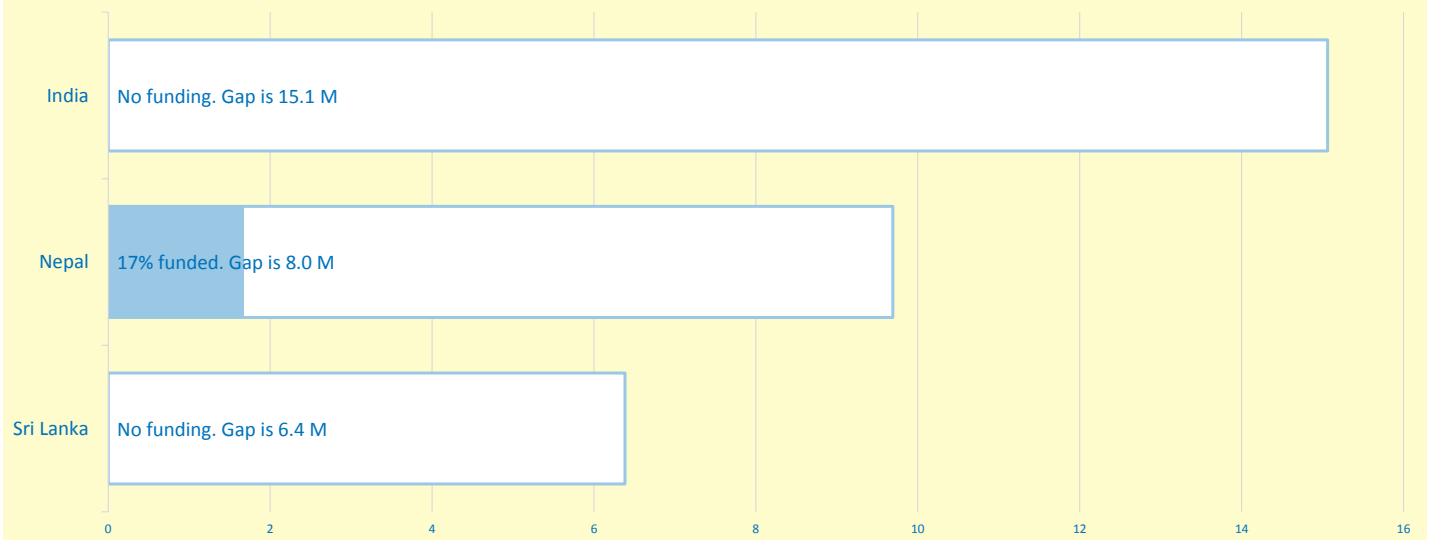 India
No funding. Gap is 15.1 M
Nepal
17% funded. Gap is 8.0 M
Sri Lanka
No funding. Gap is 6.4 M
0 2 4 6 8 10 12 14 16